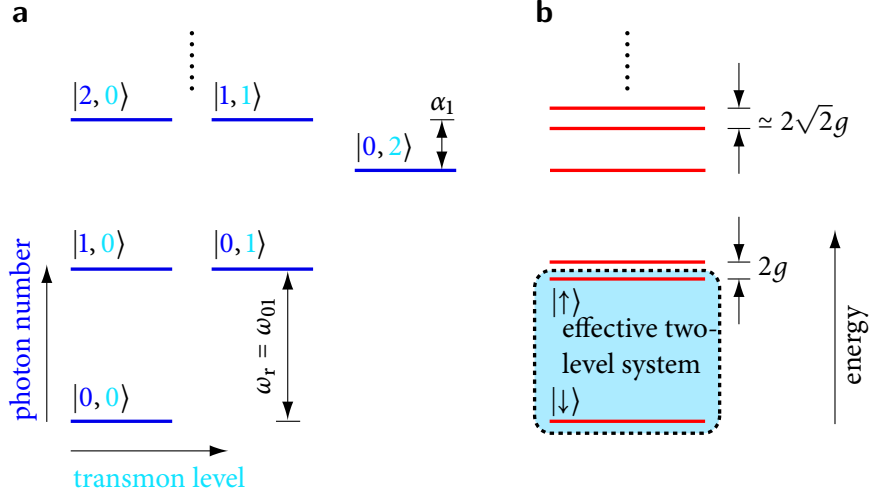 a
|2, 0⟩
|1, 1⟩
α₁
|0, 2⟩
|1, 0⟩
|0, 1⟩
photon number
ωᵣ = ω₀₁
|0, 0⟩
transmon level
b
≃ 2√2g
2g
|↑⟩
effective two-
level system
|↓⟩
energy